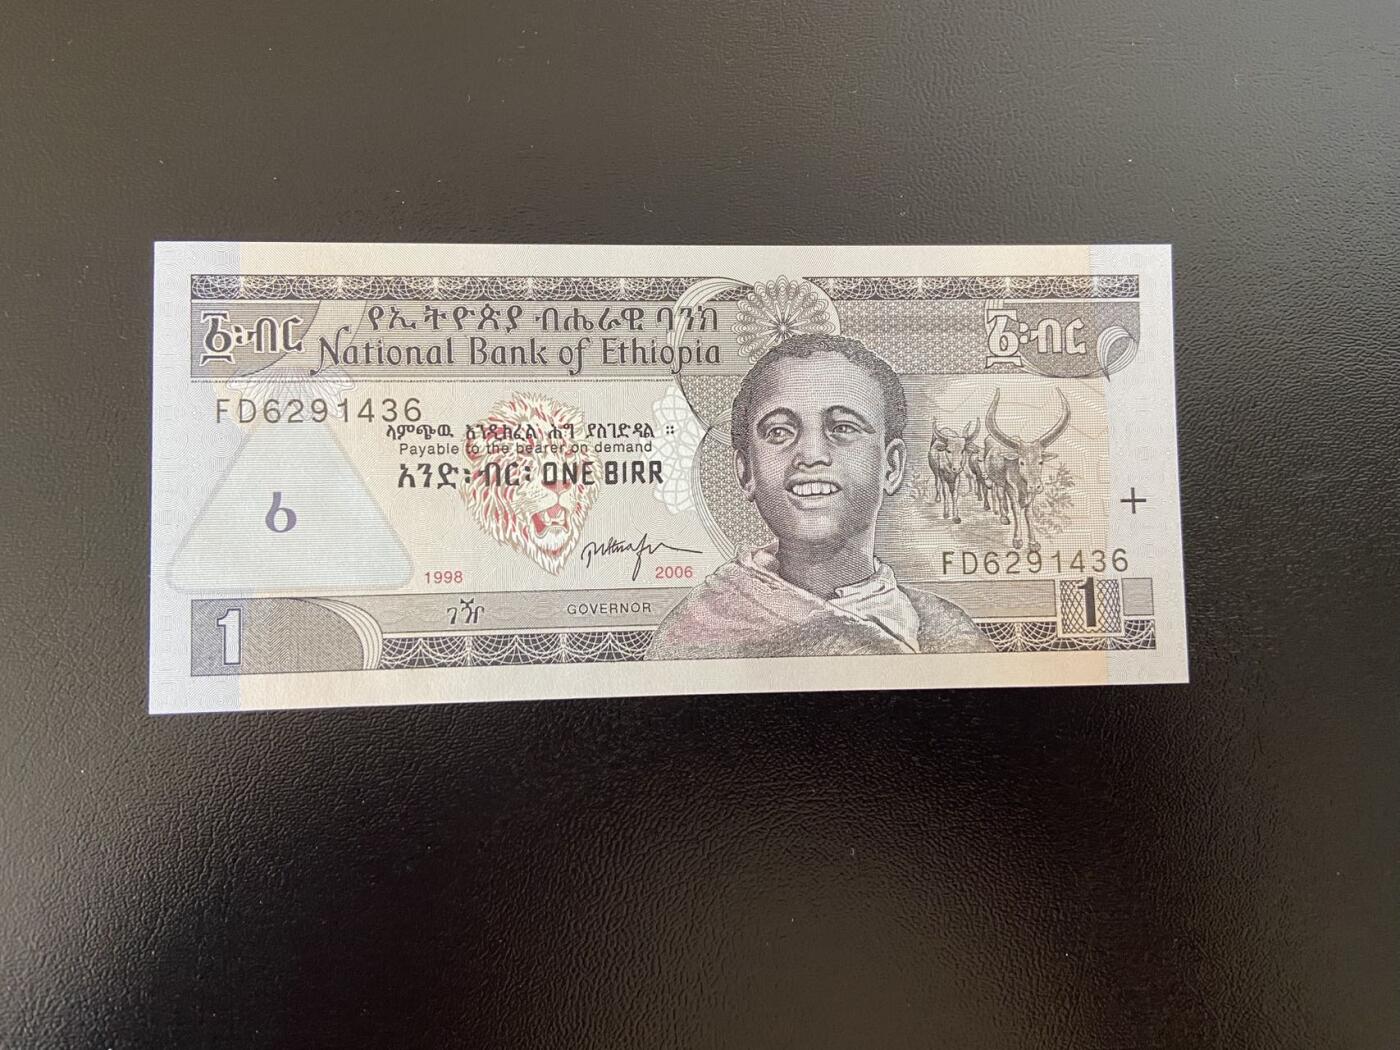 ፩፡ብር
የኢትዮጵያ ብሔራዊ ባንክ
National Bank of Ethiopia
፩፡ብር
FD6291436
ላምጭዉ እንዲከፈል ሕግ ያስገድዳል ።
Payable to the bearer on demand
አንድ፡ ብር፡ ONE BIRR
1998
2006
FD6291436
1
ገዥ
GOVERNOR
1